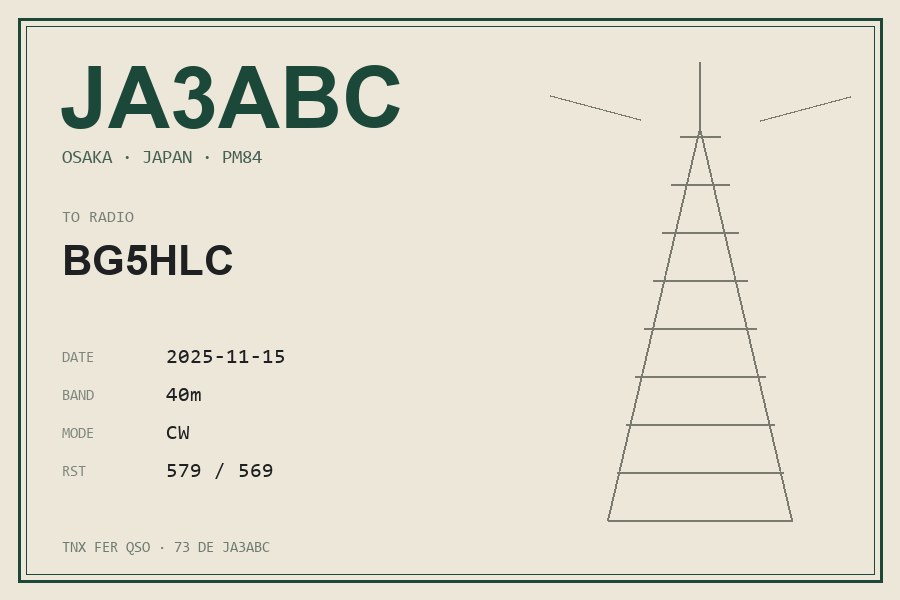 JA3ABC
OSAKA · JAPAN · PM84
TO RADIO
BG5HLC
DATE 2025-11-15
BAND 40m
MODE CW
RST 579 / 569
TNX FER QSO · 73 DE JA3ABC